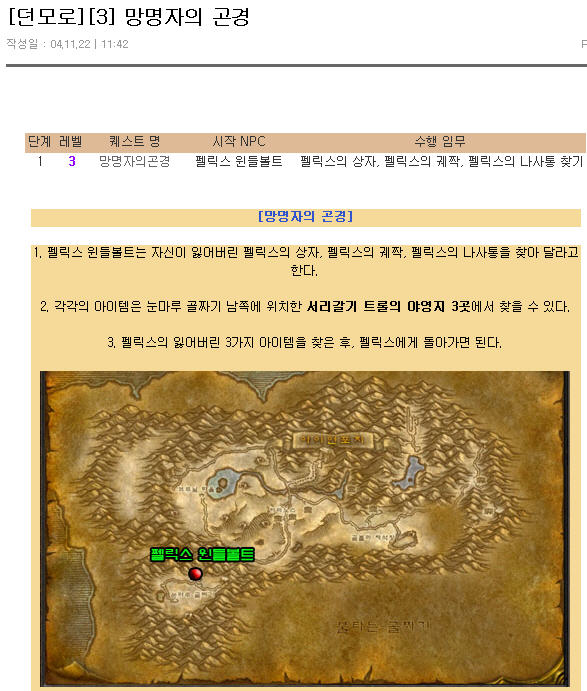 [던모로][3] 망명자의 곤경
작성일 : 04.11.22 | 11:42
단계 레벨 퀘스트 명 시작 NPC 수행 임무
1 3 망명자의곤경 펠릭스 윈들볼트 펠릭스의 상자, 펠릭스의 궤짝, 펠릭스의 나사통 찾기
[망명자의 곤경]
1. 펠릭스 윈들볼트는 자신이 잃어버린 펠릭스의 상자, 펠릭스의 궤짝, 펠릭스의 나사통을 찾아 달라고
한다.
2. 각각의 아이템은 눈마루 골짜기 남쪽에 위치한 서리갈기 트롤의 야영지 3곳에서 찾을 수 있다.
3. 펠릭스의 잃어버린 3가지 아이템을 찾은 후, 펠릭스에게 돌아가면 된다.
아이언포지
펠릭스 윈들볼트
불타는 골짜기